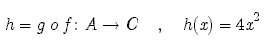 h = g o f : A → C , h(x) = 4x²